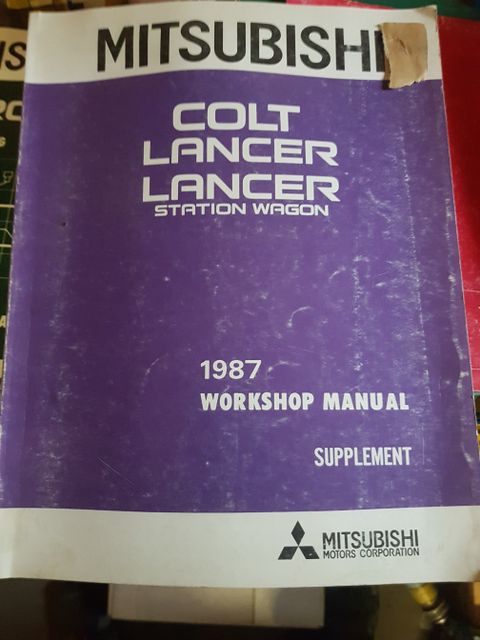 MITSUBISHI
COLT
LANCER
LANCER
STATION WAGON
1987
WORKSHOP MANUAL
SUPPLEMENT
MITSUBISHI
MOTORS CORPORATION